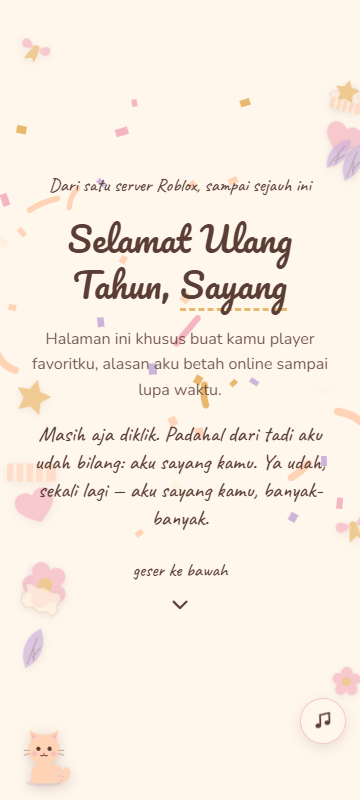 Dari satu server Roblox, sampai sejauh ini
Selamat Ulang
Tahun, Sayang
Halaman ini khusus buat kamu player
favoritku, alasan aku betah online sampai
lupa waktu.
Masih aja diklik. Padahal dari tadi aku
udah bilang: aku sayang kamu. Ya udah,
sekali lagi — aku sayang kamu, banyak-
banyak.
geser ke bawah